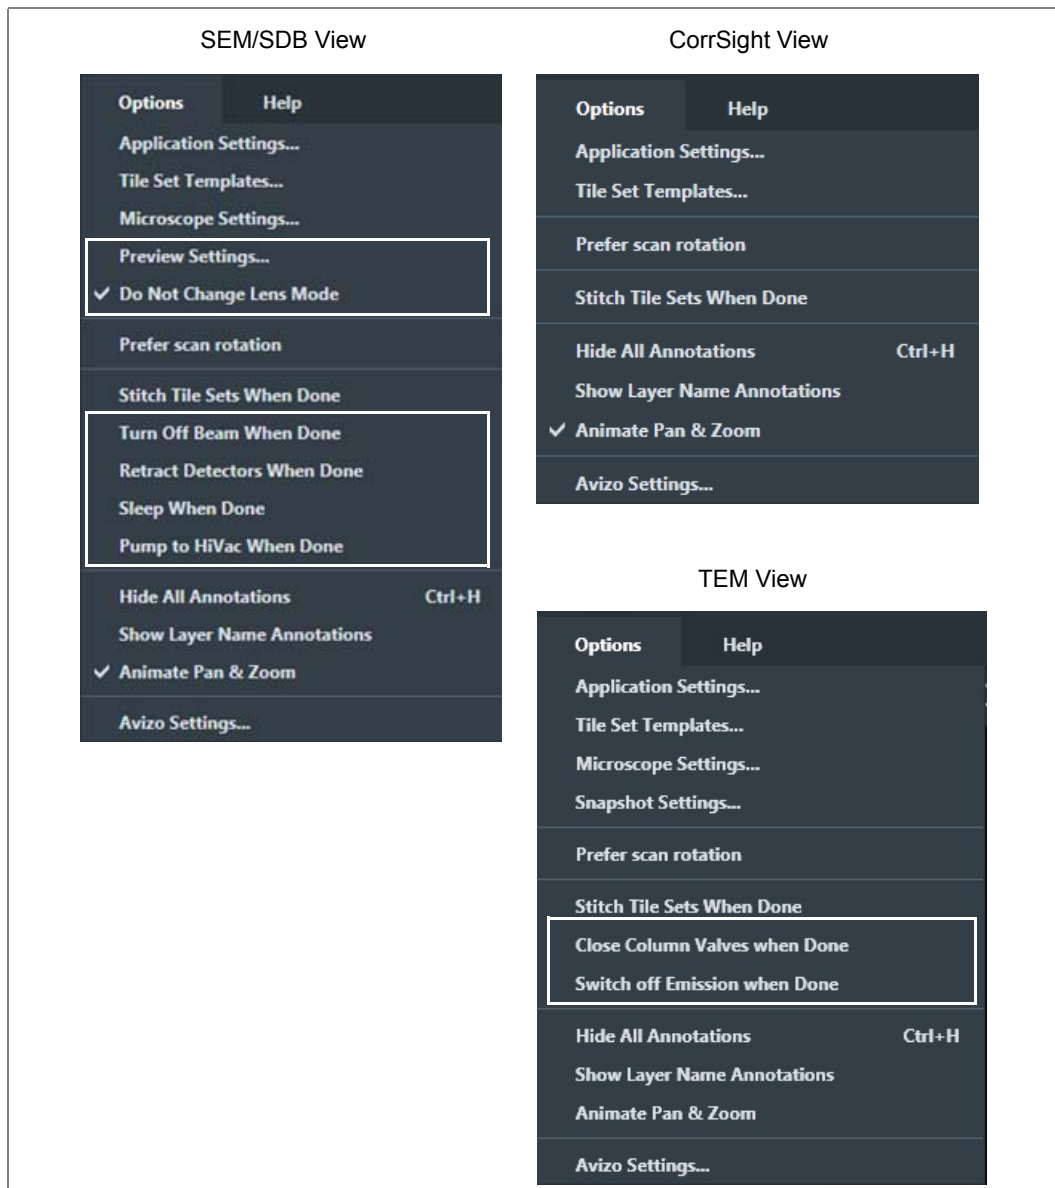 SEM/SDB View
Options Help
Application Settings...
Tile Set Templates...
Microscope Settings...
Preview Settings...
✓ Do Not Change Lens Mode
Prefer scan rotation
Stitch Tile Sets When Done
Turn Off Beam When Done
Retract Detectors When Done
Sleep When Done
Pump to HiVac When Done
Hide All Annotations Ctrl+H
Show Layer Name Annotations
✓ Animate Pan & Zoom
Avizo Settings...
CorrSight View
Options Help
Application Settings...
Tile Set Templates...
Prefer scan rotation
Stitch Tile Sets When Done
Hide All Annotations Ctrl+H
Show Layer Name Annotations
✓ Animate Pan & Zoom
Avizo Settings...
TEM View
Options Help
Application Settings...
Tile Set Templates...
Microscope Settings...
Snapshot Settings...
Prefer scan rotation
Stitch Tile Sets When Done
Close Column Valves when Done
Switch off Emission when Done
Hide All Annotations Ctrl+H
Show Layer Name Annotations
Animate Pan & Zoom
Avizo Settings...